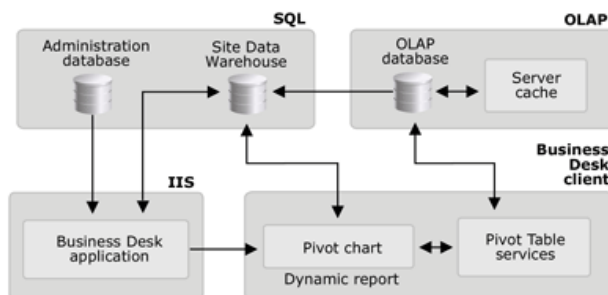 SQL
OLAP
Administration
database
Site Data
Warehouse
OLAP
database
Server
cache
Business
Desk
client
IIS
Business Desk
application
Pivot chart
Pivot Table
services
Dynamic report